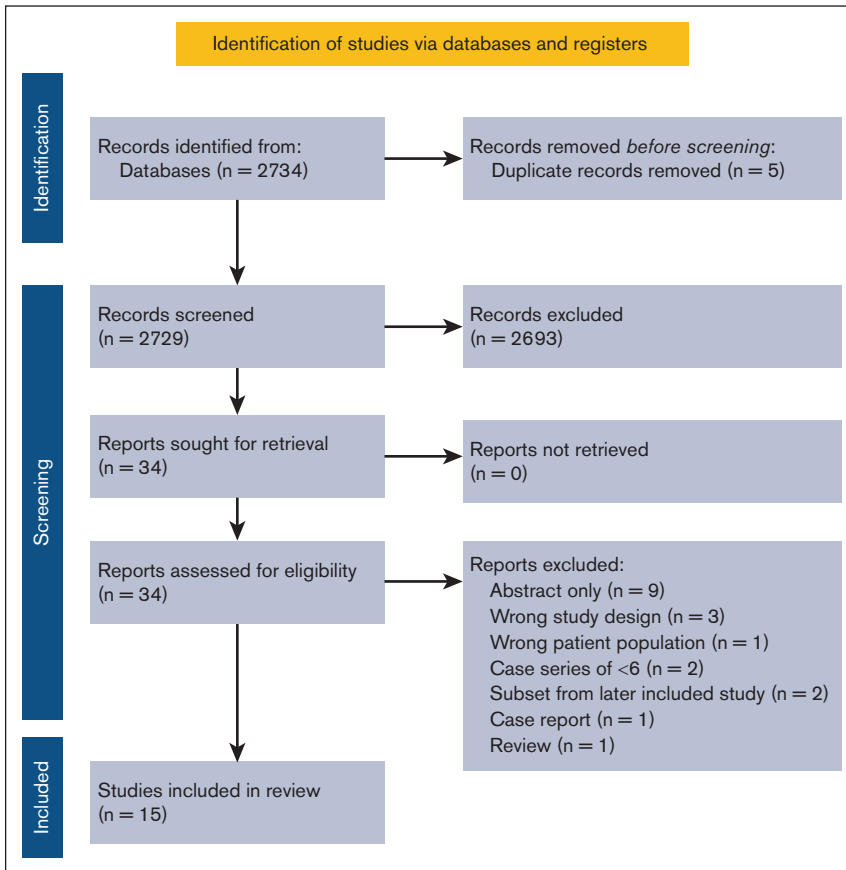 Identification of studies via databases and registers
Identification
Records identified from:
Databases (n = 2734)
Records removed before screening:
Duplicate records removed (n = 5)
Screening
Records screened
(n = 2729)
Records excluded
(n = 2693)
Reports sought for retrieval
(n = 34)
Reports not retrieved
(n = 0)
Reports assessed for eligibility
(n = 34)
Reports excluded:
Abstract only (n = 9)
Wrong study design (n = 3)
Wrong patient population (n = 1)
Case series of <6 (n = 2)
Subset from later included study (n = 2)
Case report (n = 1)
Review (n = 1)
Included
Studies included in review
(n = 15)